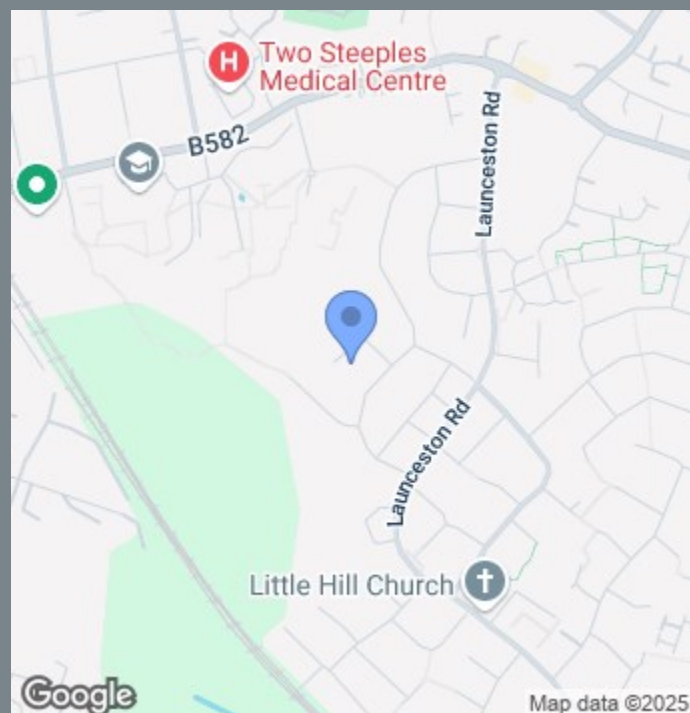 Two Steeples
Medical Centre
B582
Launceston Rd
Launceston Rd
Little Hill Church
Google
Map data ©2025